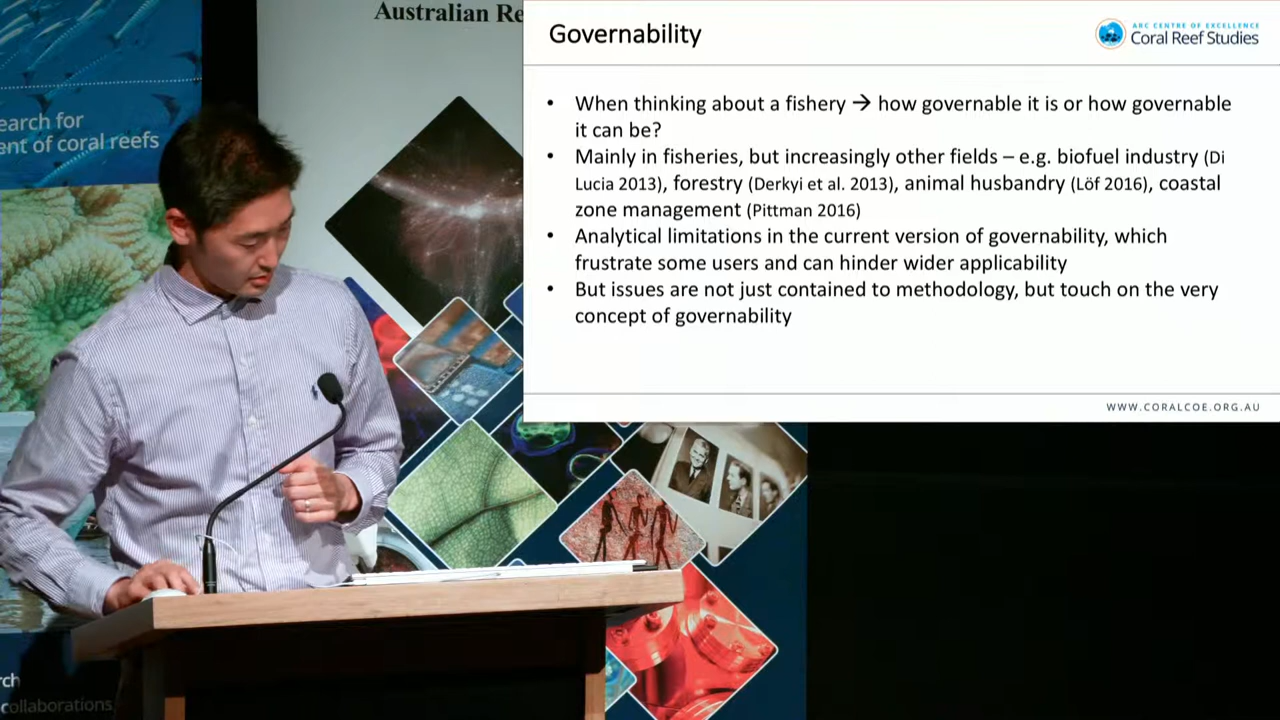 Australian Re
earch for
ent of coral reefs
Governability
ARC CENTRE OF EXCELLENCE
Coral Reef Studies
• When thinking about a fishery → how governable it is or how governable
it can be?
• Mainly in fisheries, but increasingly other fields – e.g. biofuel industry (Di
Lucia 2013), forestry (Derkyi et al. 2013), animal husbandry (Löf 2016), coastal
zone management (Pittman 2016)
• Analytical limitations in the current version of governability, which
frustrate some users and can hinder wider applicability
• But issues are not just contained to methodology, but touch on the very
concept of governability
WWW.CORALCOE.ORG.AU
rch
collaborations